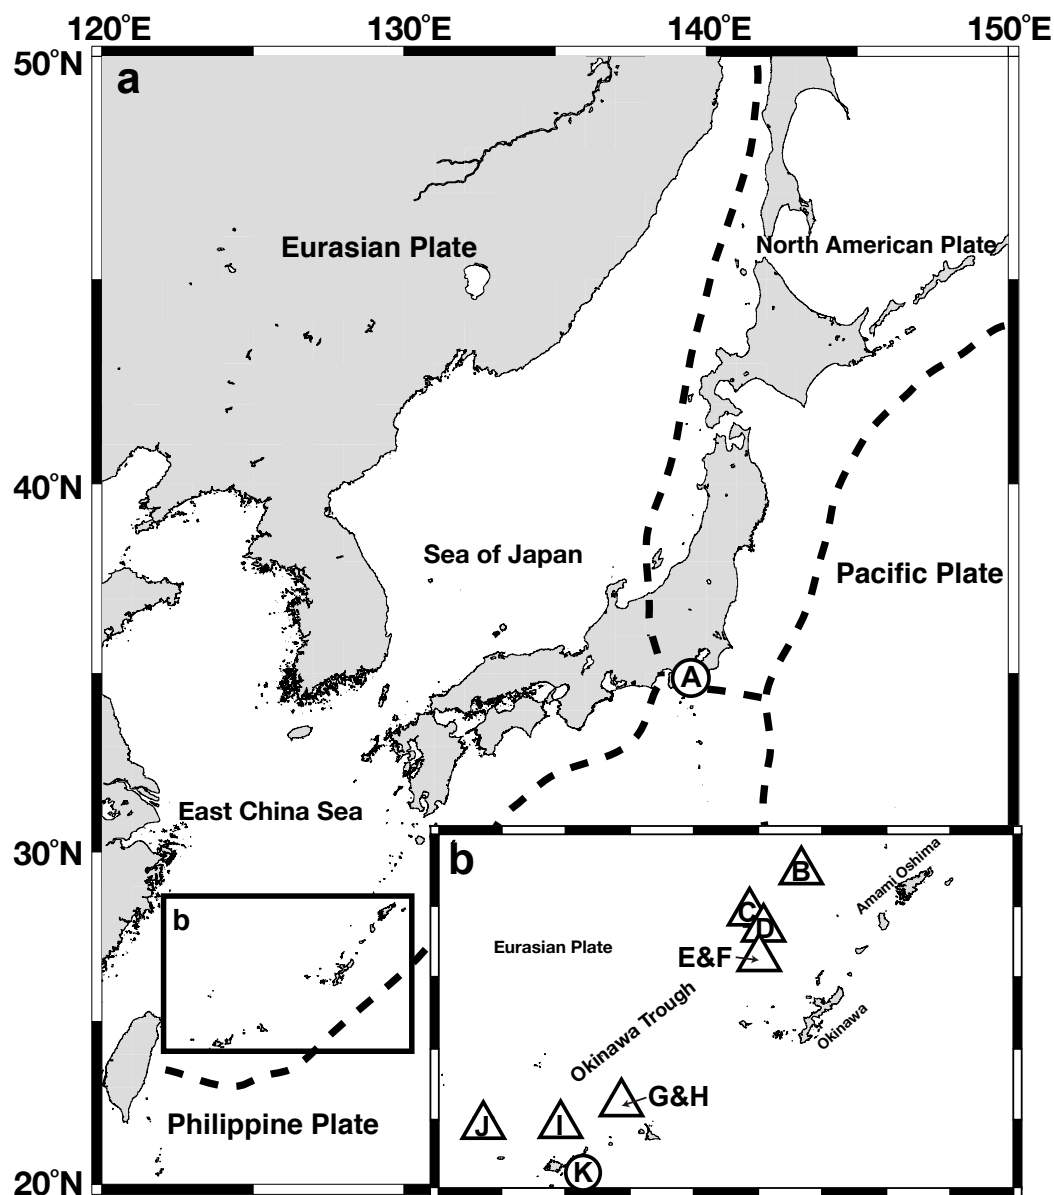 120°E 130°E 140°E 150°E
50°N
a
Eurasian Plate
North American Plate
40°N
Sea of Japan
Pacific Plate
A
East China Sea
30°N
b
b
B
Amami Oshima
C
D
Eurasian Plate
E&F
Okinawa Trough
Okinawa
G&H
J
I
Philippine Plate
K
20°N